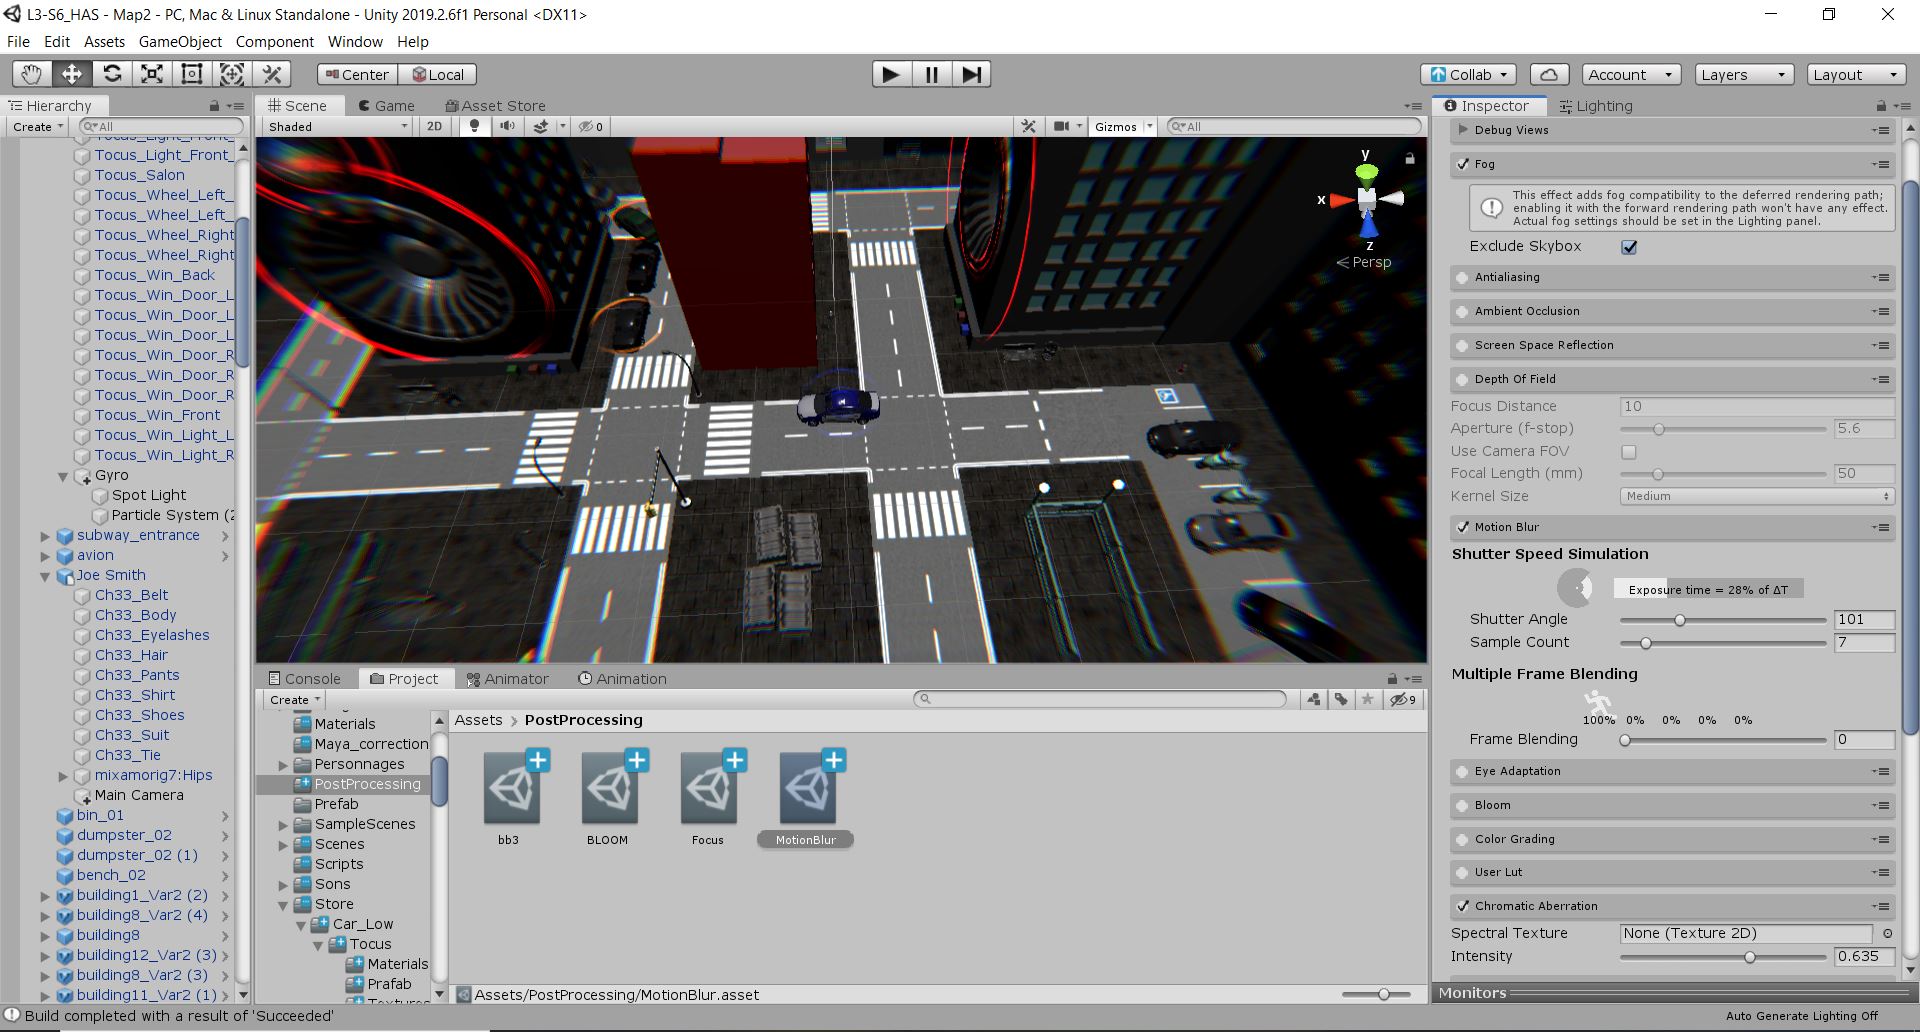 L3-S6_HAS - Map2 - PC, Mac & Linux Standalone - Unity 2019.2.6f1 Personal <DX11>
File Edit Assets GameObject Component Window Help
Center Local Collab Account Layers Layout
Hierarchy
Create All
Tocus_Light_Front_
Tocus_Light_Front_
Tocus_Salon
Tocus_Wheel_Left_
Tocus_Wheel_Left_
Tocus_Wheel_Right
Tocus_Wheel_Right
Tocus_Win_Back
Tocus_Win_Door_L
Tocus_Win_Door_L
Tocus_Win_Door_L
Tocus_Win_Door_R
Tocus_Win_Door_R
Tocus_Win_Door_R
Tocus_Win_Front
Tocus_Win_Light_L
Tocus_Win_Light_R
Gyro
Spot Light
Particle System (2
subway_entrance
avion
Joe Smith
Ch33_Belt
Ch33_Body
Ch33_Eyelashes
Ch33_Hair
Ch33_Pants
Ch33_Shirt
Ch33_Shoes
Ch33_Suit
Ch33_Tie
mixamorig7:Hips
Main Camera
bin_01
dumpster_02
dumpster_02 (1)
bench_02
building1_Var2 (2)
building8_Var2 (4)
building8
building12_Var2 (3)
building8_Var2 (3)
building11_Var2 (1)
Scene Game Asset Store
Shaded 2D 0 Gizmos All
y
x
z
Persp
Console Project Animator Animation
Create 9
Materials
Maya_correction
Personnages
PostProcessing
Prefab
SampleScenes
Scenes
Scripts
Sons
Store
Car_Low
Tocus
Materials
Prafab
Assets > PostProcessing
bb3 BLOOM Focus MotionBlur
Assets/PostProcessing/MotionBlur.asset
Inspector Lighting
Debug Views
Fog
This effect adds fog compatibility to the deferred rendering path;
enabling it with the forward rendering path won't have any effect.
Actual fog settings should be set in the Lighting panel.
Exclude Skybox
Antialiasing
Ambient Occlusion
Screen Space Reflection
Depth Of Field
Focus Distance 10
Aperture (f-stop) 5.6
Use Camera FOV
Focal Length (mm) 50
Kernel Size Medium
Motion Blur
Shutter Speed Simulation
Exposure time = 28% of ΔT
Shutter Angle 101
Sample Count 7
Multiple Frame Blending
100% 0% 0% 0% 0%
Frame Blending 0
Eye Adaptation
Bloom
Color Grading
User Lut
Chromatic Aberration
Spectral Texture None (Texture 2D)
Intensity 0.635
Monitors
Build completed with a result of 'Succeeded'
Auto Generate Lighting Off